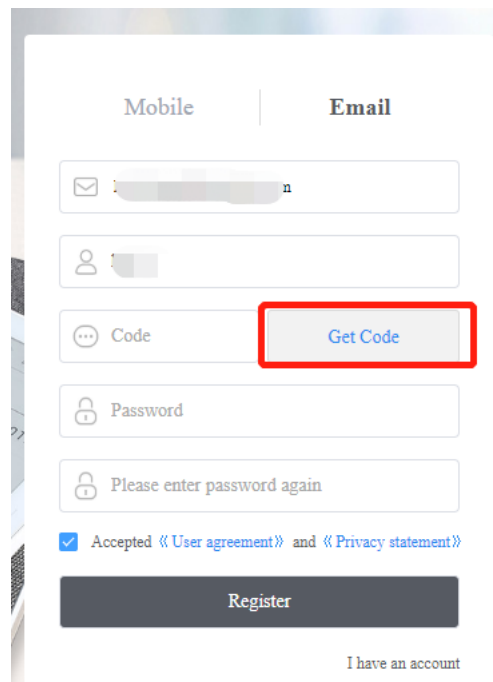 Mobile Email
Code Get Code
Password
Please enter password again
Accepted 《User agreement》 and 《Privacy statement》
Register
I have an account